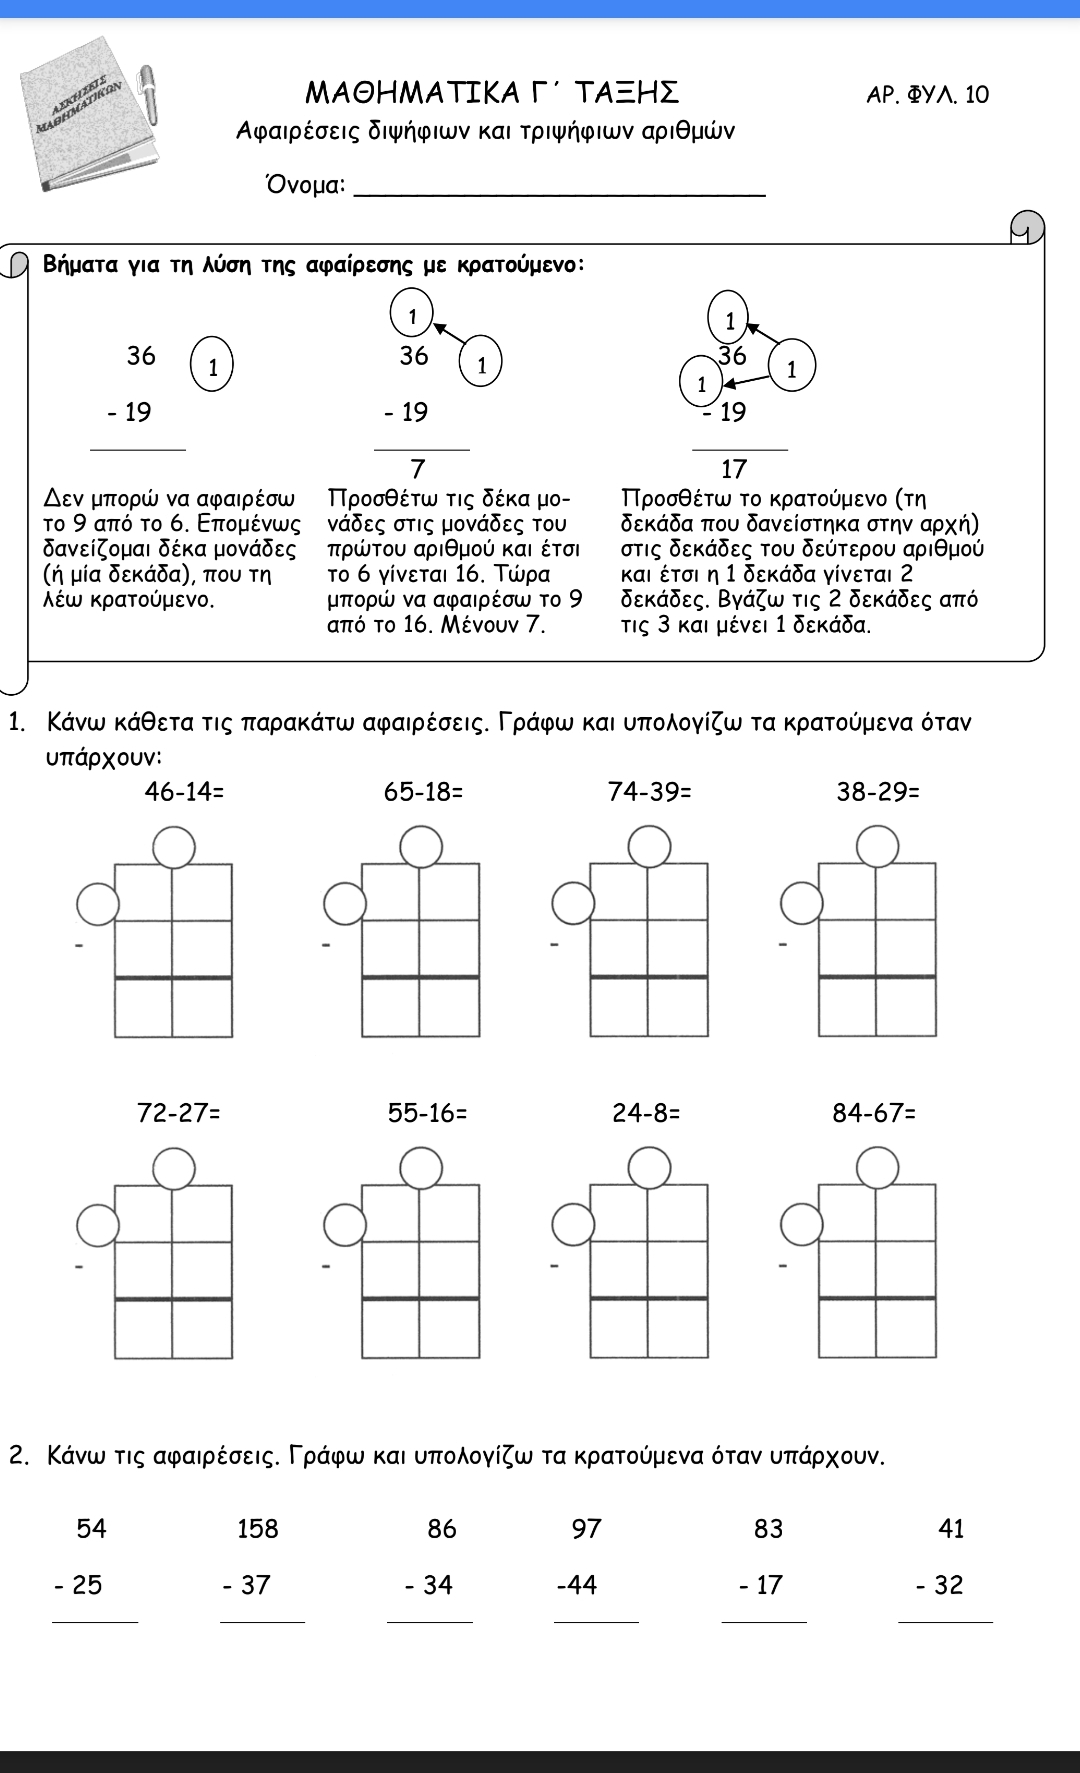 ΑΣΚΗΣΕΙΣ
ΜΑΘΗΜΑΤΙΚΩΝ
ΜΑΘΗΜΑΤΙΚΑ Γ΄ ΤΑΞΗΣ
ΑΡ. ΦΥΛ. 10
Αφαιρέσεις διψήφιων και τριψήφιων αριθμών
Όνομα: ____________________________
Βήματα για τη λύση της αφαίρεσης με κρατούμενο:
36 1
- 19
Δεν μπορώ να αφαιρέσω
το 9 από το 6. Επομένως
δανείζομαι δέκα μονάδες
(ή μία δεκάδα), που τη
λέω κρατούμενο.
1
36 1
- 19
7
Προσθέτω τις δέκα μο-
νάδες στις μονάδες του
πρώτου αριθμού και έτσι
το 6 γίνεται 16. Τώρα
μπορώ να αφαιρέσω το 9
από το 16. Μένουν 7.
1
36 1
1
- 19
17
Προσθέτω το κρατούμενο (τη
δεκάδα που δανείστηκα στην αρχή)
στις δεκάδες του δεύτερου αριθμού
και έτσι η 1 δεκάδα γίνεται 2
δεκάδες. Βγάζω τις 2 δεκάδες από
τις 3 και μένει 1 δεκάδα.
1. Κάνω κάθετα τις παρακάτω αφαιρέσεις. Γράφω και υπολογίζω τα κρατούμενα όταν
υπάρχουν:
46-14= 65-18= 74-39= 38-29=
- - - -
72-27= 55-16= 24-8= 84-67=
- - - -
2. Κάνω τις αφαιρέσεις. Γράφω και υπολογίζω τα κρατούμενα όταν υπάρχουν.
54 158 86 97 83 41
- 25 - 37 - 34 -44 - 17 - 32